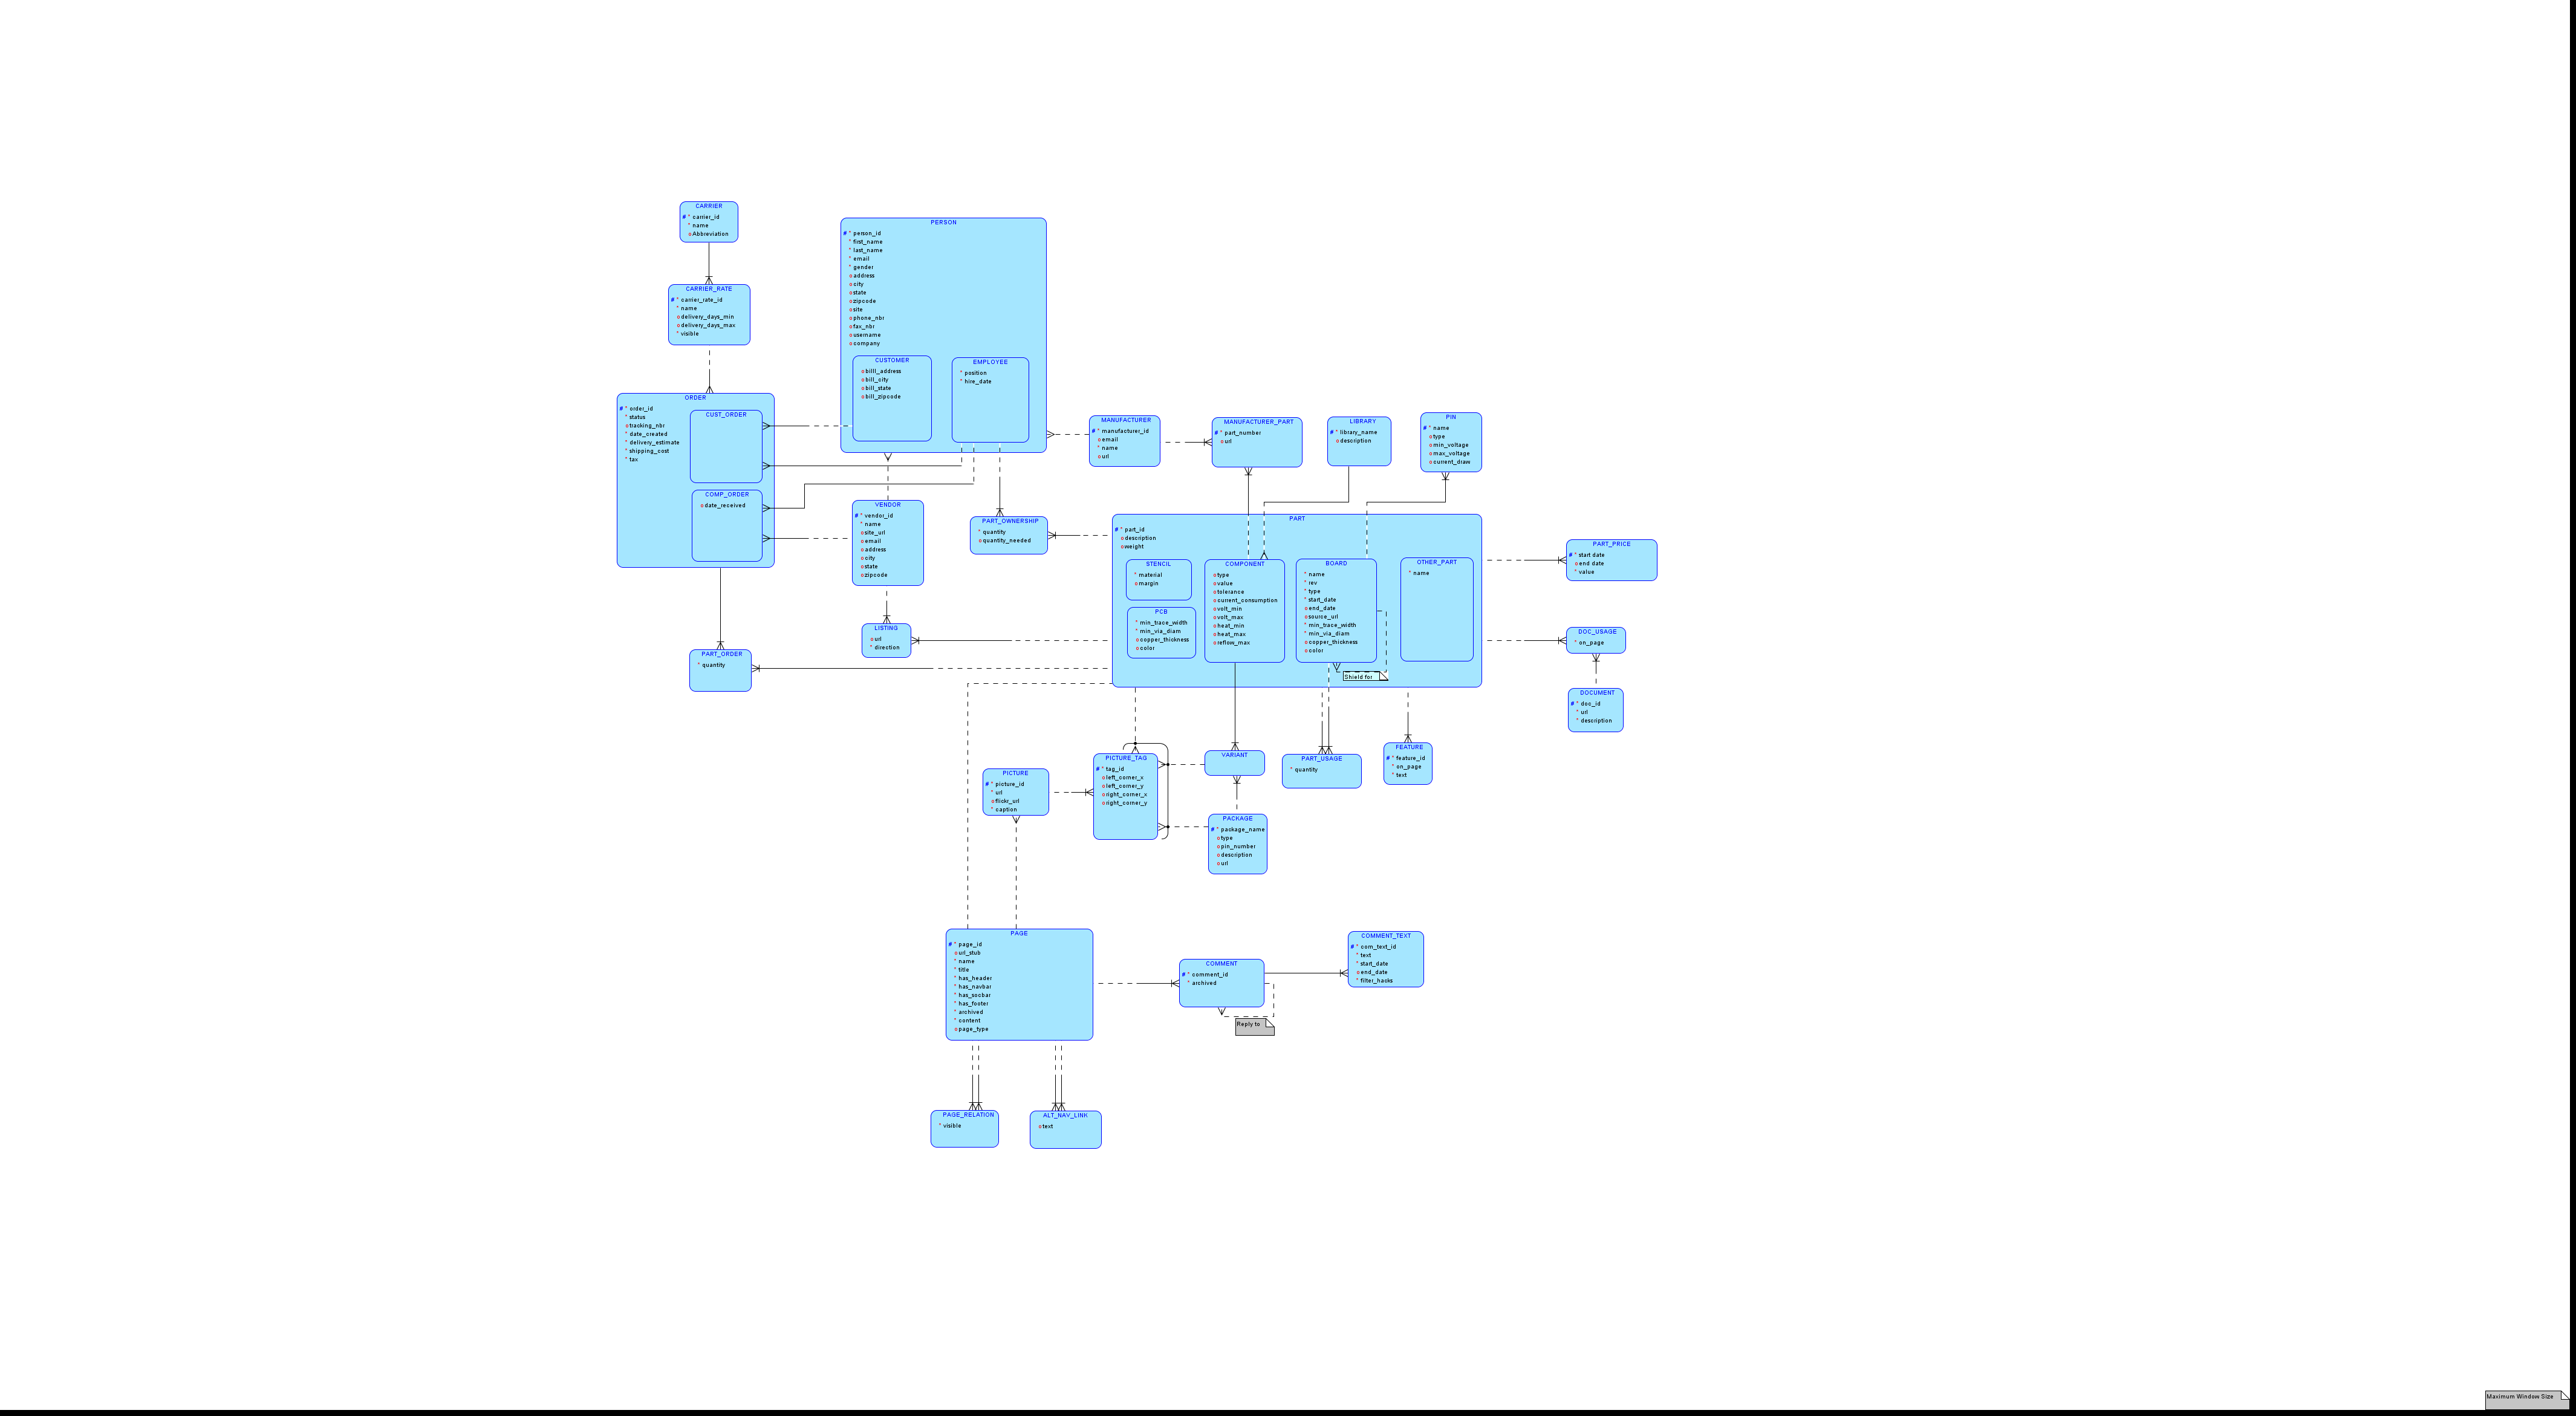 CARRIER
# * carrier_id
* name
o Abbreviation
CARRIER_RATE
# * carrier_rate_id
* name
o delivery_days_min
o delivery_days_max
* visible
ORDER
# * order_id
* status
o tracking_nbr
* date_created
* delivery_estimate
* shipping_cost
* tax
CUST_ORDER
COMP_ORDER
o date_received
PART_ORDER
* quantity
PERSON
# * person_id
* first_name
* last_name
* email
* gender
o address
o city
o state
o zipcode
o site
o phone_nbr
o fax_nbr
o username
o company
CUSTOMER
o billl_address
o bill_city
o bill_state
o bill_zipcode
EMPLOYEE
* position
* hire_date
VENDOR
# * vendor_id
* name
o site_url
o email
o address
o city
o state
o zipcode
LISTING
o url
* direction
PART_OWNERSHIP
* quantity
o quantity_needed
MANUFACTURER
# * manufacturer_id
o email
* name
o url
MANUFACTURER_PART
# * part_number
o url
LIBRARY
# * library_name
o description
PIN
# * name
o type
o min_voltage
o max_voltage
o current_draw
PART
# * part_id
o description
o weight
STENCIL
* material
o margin
PCB
* min_trace_width
* min_via_diam
o copper_thickness
o color
COMPONENT
o type
o value
o tolerance
o current_consumption
o volt_min
o volt_max
o heat_min
o heat_max
o reflow_max
BOARD
* name
* rev
* type
* start_date
o end_date
o source_url
* min_trace_width
* min_via_diam
o copper_thickness
o color
Shield for
OTHER_PART
* name
PART_PRICE
# * start date
o end date
* value
DOC_USAGE
* on_page
DOCUMENT
# * doc_id
* url
* description
PICTURE
# * picture_id
* url
o flickr_url
* caption
PICTURE_TAG
# * tag_id
o left_corner_x
o left_corner_y
o right_corner_x
o right_corner_y
VARIANT
PACKAGE
# * package_name
o type
o pin_number
o description
o url
PART_USAGE
* quantity
FEATURE
# * feature_id
* on_page
* text
PAGE
# * page_id
o url_stub
* name
* title
* has_header
* has_navbar
* has_socbar
* has_footer
* archived
* content
o page_type
COMMENT
# * comment_id
* archived
Reply to
COMMENT_TEXT
# * com_text_id
* text
* start_date
o end_date
* filter_hacks
PAGE_RELATION
* visible
ALT_NAV_LINK
o text
Maximum Window Size